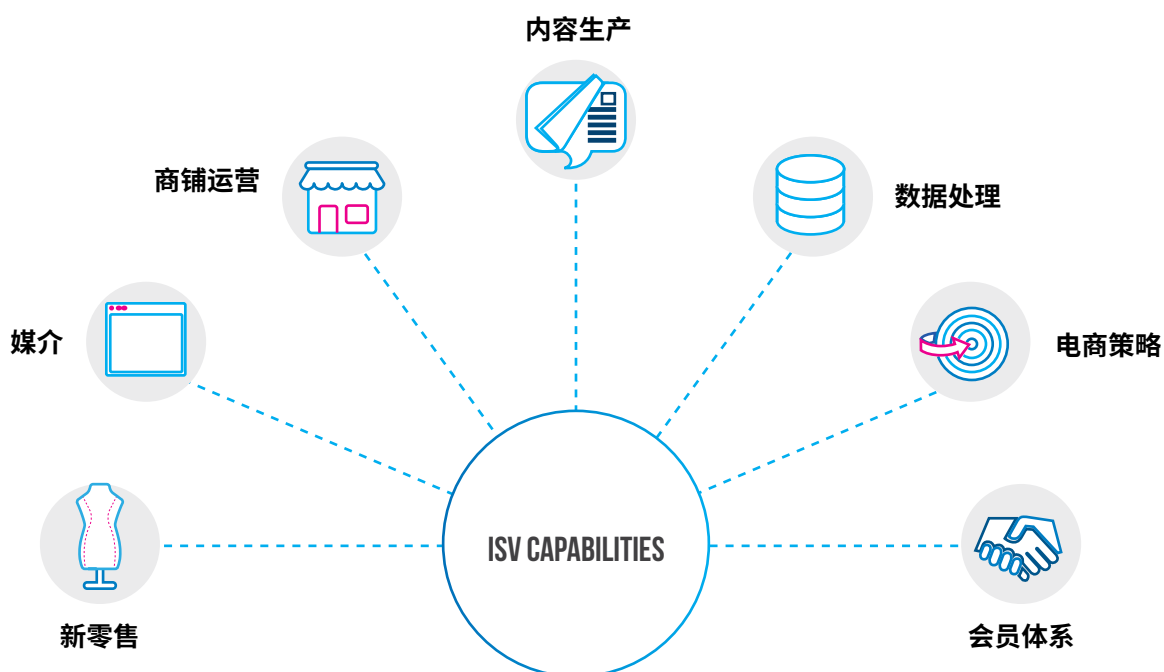 内容生产
商铺运营
数据处理
媒介
电商策略
ISV CAPABILITIES
新零售
会员体系